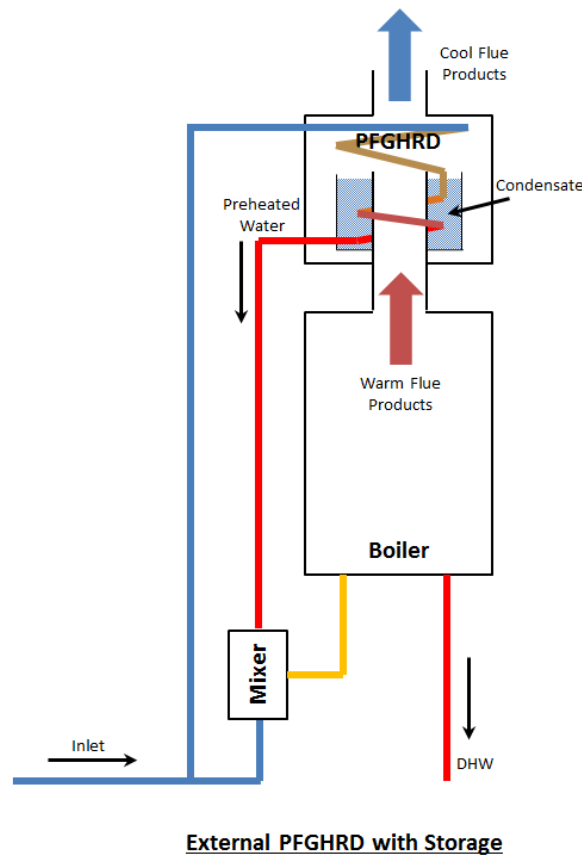 Cool Flue
Products
PFGHRD
Condensate
Preheated
Water
Warm Flue
Products
Boiler
Mixer
Inlet
DHW
External PFGHRD with Storage